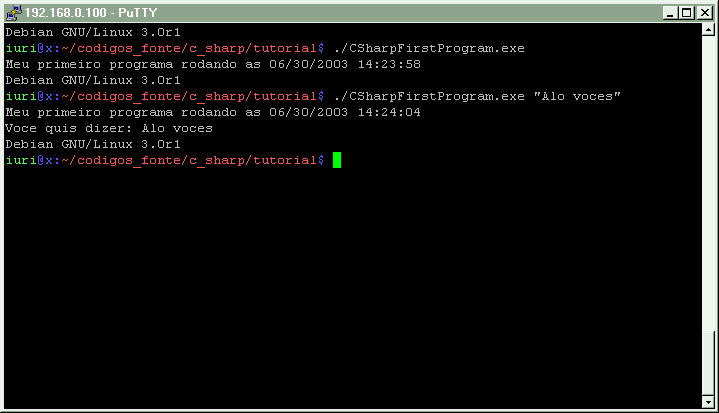 192.168.0.100 - PuTTY
Debian GNU/Linux 3.0r1
iuri@x:~/codigos_fonte/c_sharp/tutorial$ ./CSharpFirstProgram.exe
Meu primeiro programa rodando as 06/30/2003 14:23:58
Debian GNU/Linux 3.0r1
iuri@x:~/codigos_fonte/c_sharp/tutorial$ ./CSharpFirstProgram.exe "Alo voces"
Meu primeiro programa rodando as 06/30/2003 14:24:04
Voce quis dizer: Alo voces
Debian GNU/Linux 3.0r1
iuri@x:~/codigos_fonte/c_sharp/tutorial$